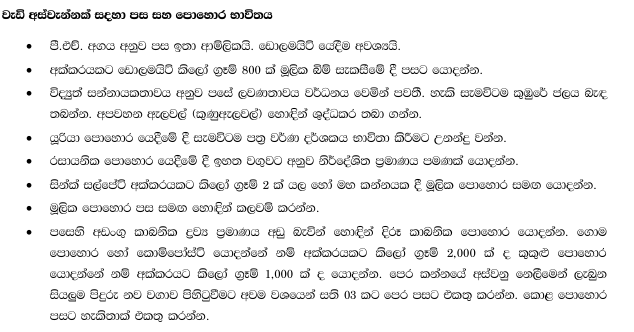 වැඩි අස්වැන්නක් සඳහා පස සහ පොහොර භාවිතය
• පී.එච්. අගය අනුව පස ඉතා ආම්ලිකයි. ඩොලමයිට් යෙදීම අවශ්‍යයි.
• අක්කරයකට ඩොලමයිට් කිලෝ ග්‍රෑම් 800 ක් මූලික බිම් සැකසීමේ දී පසට යොදන්න.
• විද්‍යුත් සන්නායකතාවය අනුව පසේ ලවණතාවය වර්ධනය වෙමින් පවතී. හැකි සැමවිටම කුඹුරේ ජලය බැඳ
තබන්න. අපවහන ඇලවල් (කුණුඇලවල්) හොඳින් ශුද්ධකර තබා ගන්න.
• යූරියා පොහොර යෙදීමේ දී සැමවිටම පත්‍ර වර්ණ දර්ශකය භාවිතා කිරීමට උනන්දු වන්න.
• රසායනික පොහොර යෙදීමේ දී ඉහත වගුවට අනුව නිර්දේශිත ප්‍රමාණය පමණක් යොදන්න.
• සින්ක් සල්පේට් අක්කරයකට කිලෝ ග්‍රෑම් 2 ක් යල හෝ මහ කන්නයක දී මූලික පොහොර සමඟ යොදන්න.
• මූලික පොහොර පස සමඟ හොඳින් කලවම් කරන්න.
• පසෙහි අඩංගු කාබනික ද්‍රව්‍ය ප්‍රමාණය අඩු බැවින් හොඳින් දිරූ කාබනික පොහොර යොදන්න. ගොම
පොහොර හෝ කොම්පෝස්ට් යොදන්නේ නම් අක්කරයකට කිලෝ ග්‍රෑම් 2,000 ක් ද කුකුළු පොහොර
යොදන්නේ නම් අක්කරයට කිලෝ ග්‍රෑම් 1,000 ක් ද යොදන්න. පෙර කන්නයේ අස්වනු නෙලීමෙන් ලැබුන
සියලුම පිදුරු නව වගාව පිහිටුවීමට අවම වශයෙන් සති 03 කට පෙර පසට එකතු කරන්න. කොළ පොහොර
පසට හැකිතාක් එකතු කරන්න.